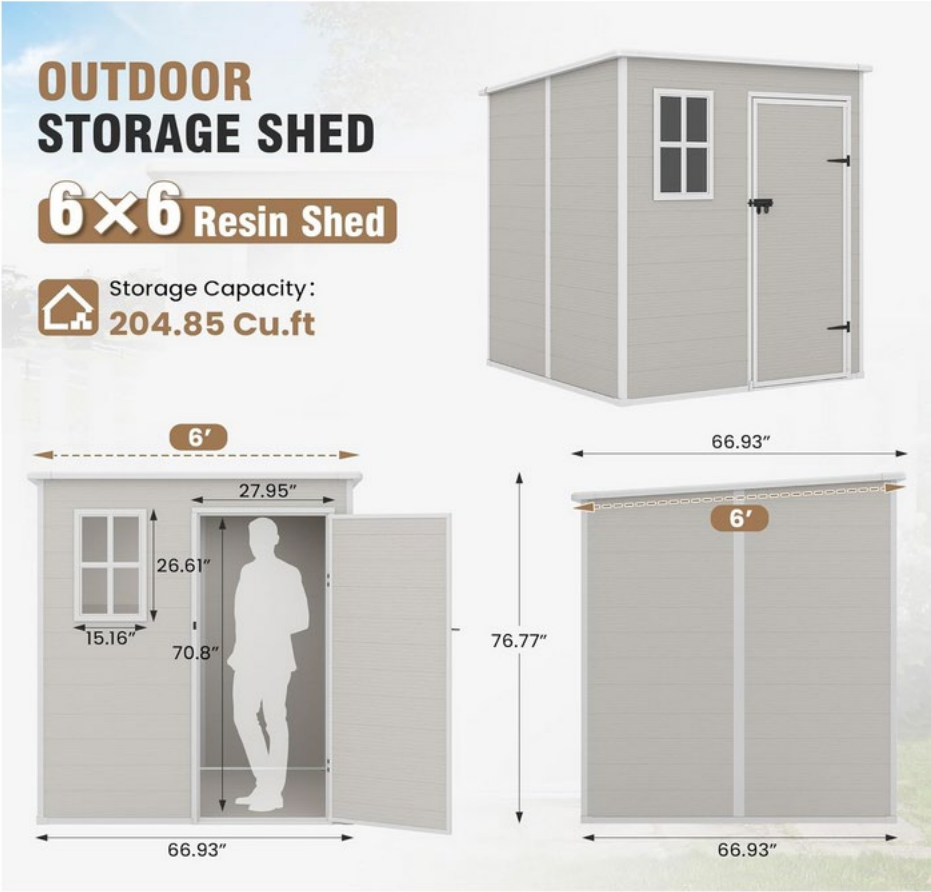 OUTDOOR
STORAGE SHED
6×6 Resin Shed
Storage Capacity:
204.85 Cu.ft
6’
27.95”
26.61”
15.16”
70.8”
66.93”
76.77”
66.93”
6’
66.93”